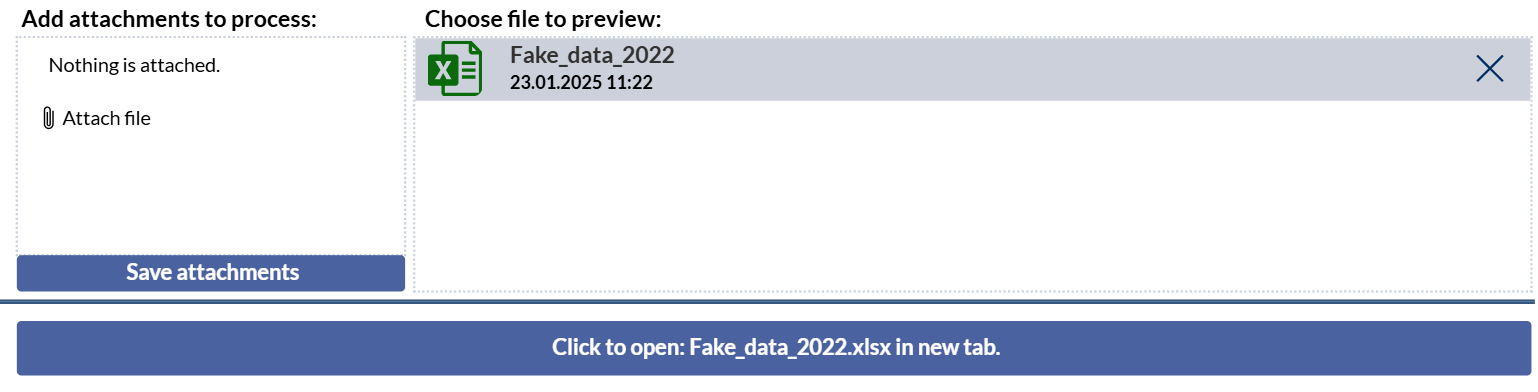 Add attachments to process:
Nothing is attached.
Attach file
Save attachments
Choose file to preview:
Fake_data_2022
23.01.2025 11:22
Click to open: Fake_data_2022.xlsx in new tab.